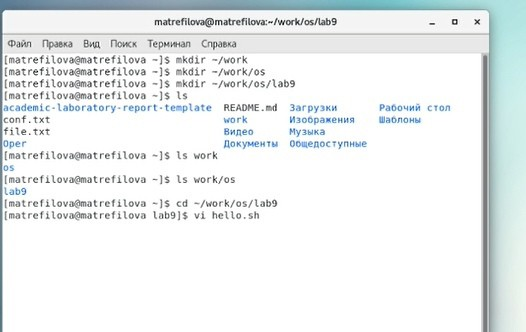 matrefilova@matrefilova:~/work/os/lab9
Файл Правка Вид Поиск Терминал Справка
[matrefilova@matrefilova ~]$ mkdir ~/work
[matrefilova@matrefilova ~]$ mkdir ~/work/os
[matrefilova@matrefilova ~]$ mkdir ~/work/os/lab9
[matrefilova@matrefilova ~]$ ls
academic-laboratory-report-template README.md Загрузки Рабочий стол
conf.txt work Изображения Шаблоны
file.txt Видео Музыка
Oper Документы Общедоступные
[matrefilova@matrefilova ~]$ ls work
os
[matrefilova@matrefilova ~]$ ls work/os
lab9
[matrefilova@matrefilova ~]$ cd ~/work/os/lab9
[matrefilova@matrefilova lab9]$ vi hello.sh